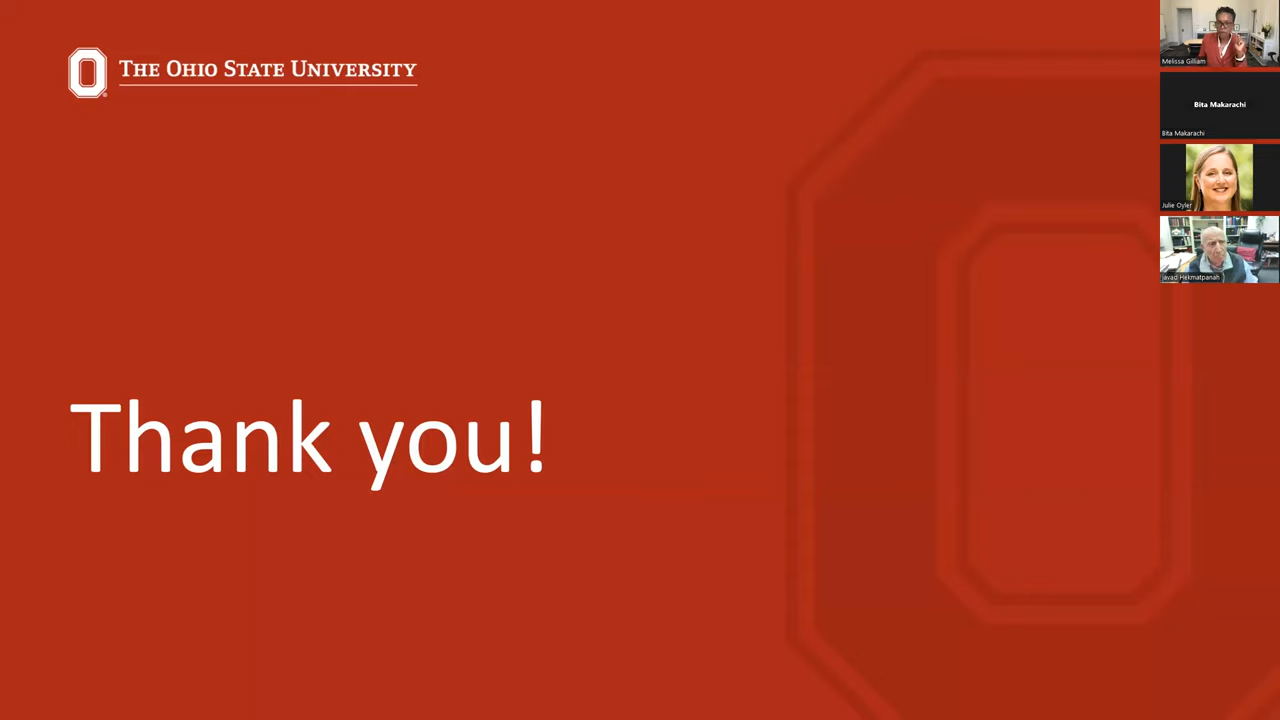 THE OHIO STATE UNIVERSITY
Thank you!
Melissa Gilliam
Bita Makarachi
Bita Makarachi
Julie Oyler
Javad Hekmatpanah